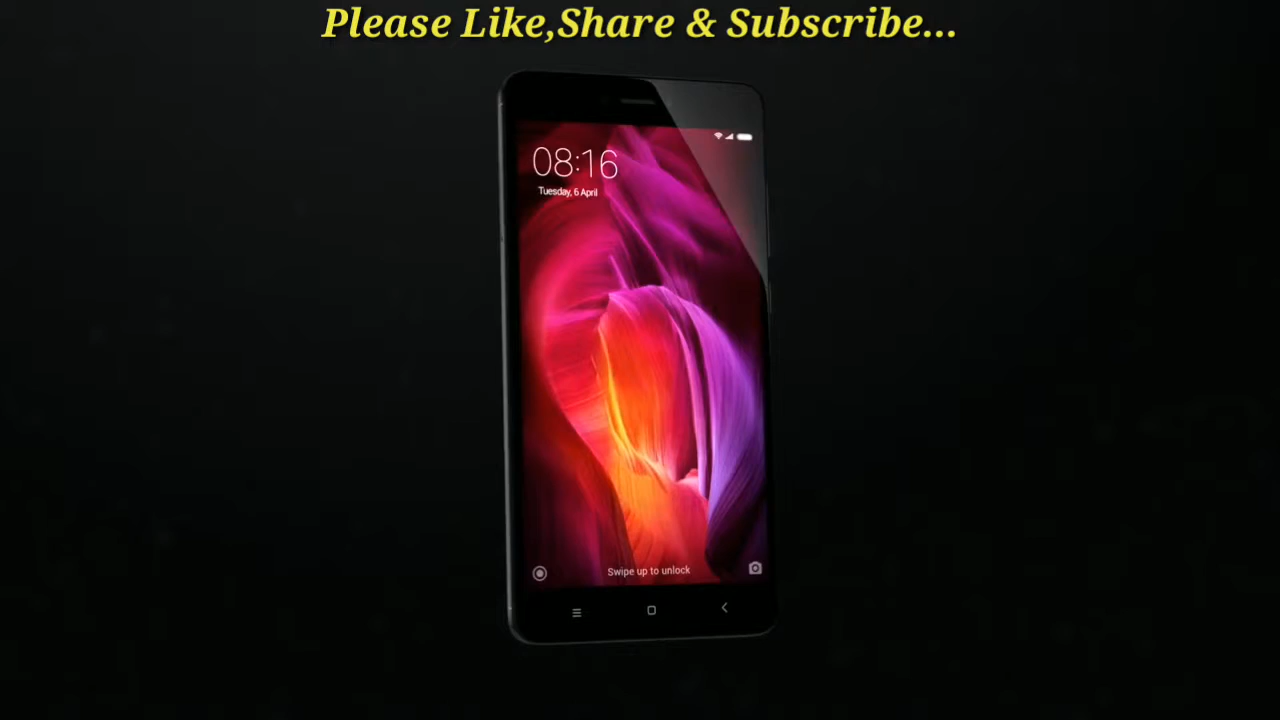 Please Like,Share & Subscribe...
08:16
Tuesday, 6 April
Swipe up to unlock